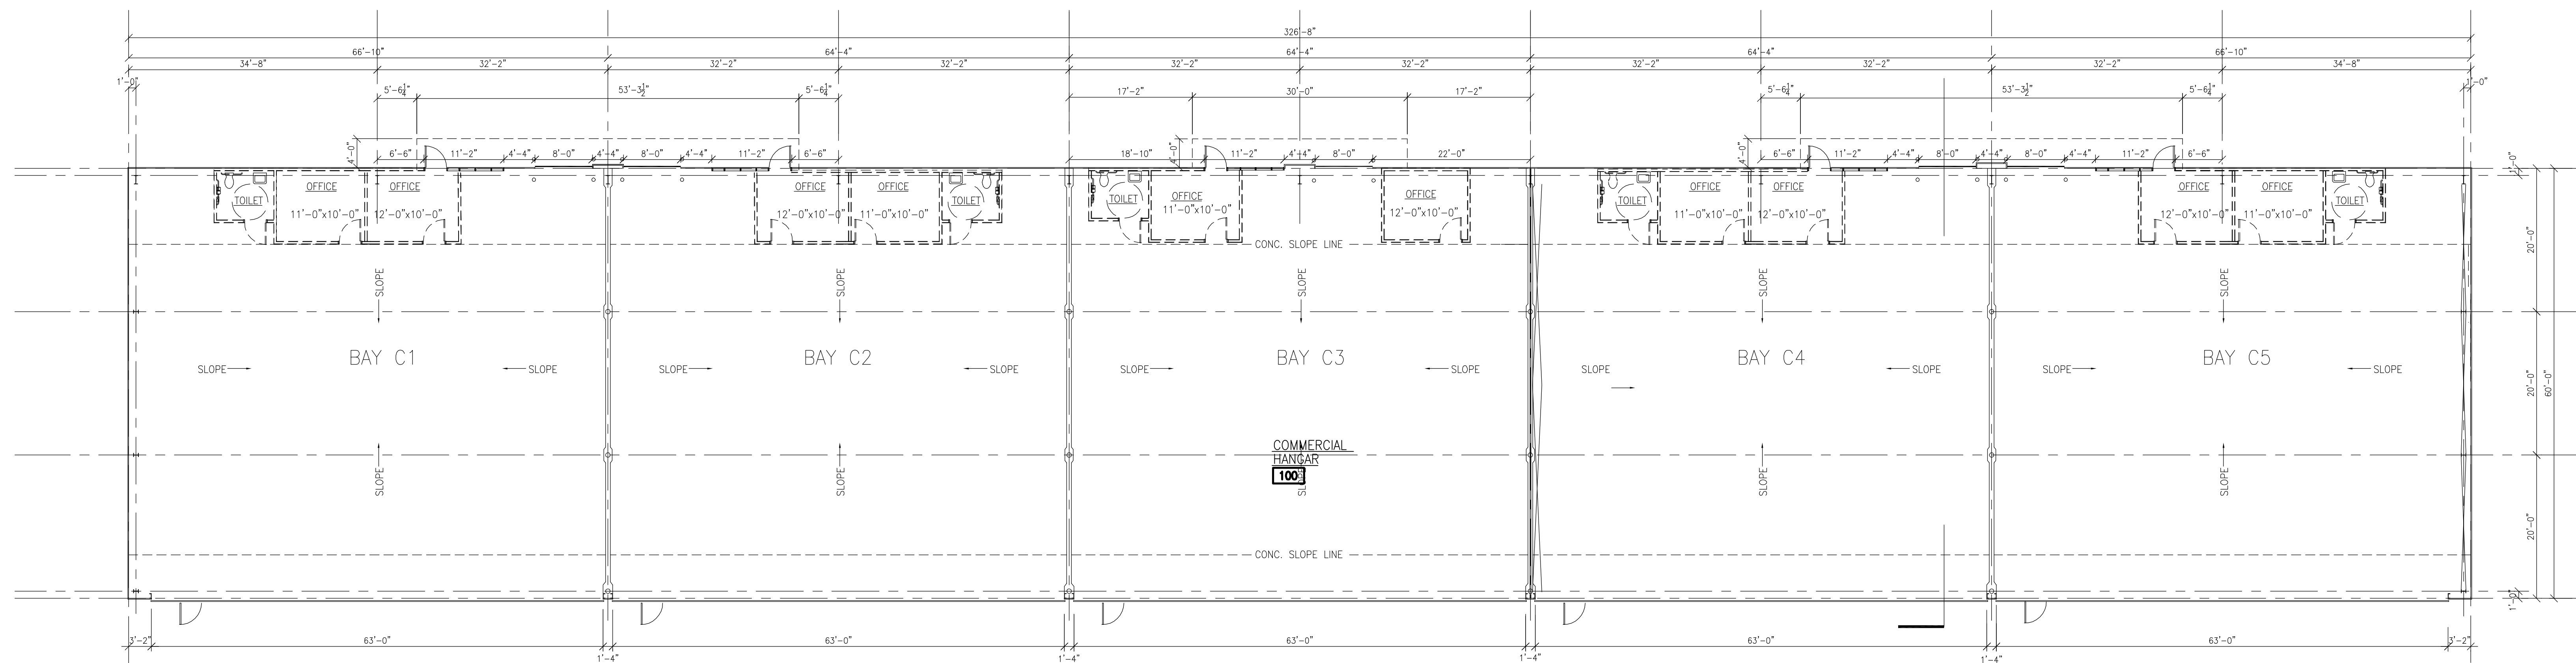 326'-8"
66'-10" 64'-4" 64'-4" 64'-4" 66'-10"
34'-8" 32'-2" 32'-2" 32'-2" 32'-2" 32'-2" 32'-2" 32'-2" 32'-2" 34'-8"
1'-0" 1'-0"
5'-6¼" 53'-3½" 5'-6¼" 17'-2" 30'-0" 17'-2" 5'-6¼" 53'-3½" 5'-6¼"
4'-0" 4'-0" 4'-0"
6'-6" 11'-2" 4'-4" 8'-0" 4'-4" 8'-0" 4'-4" 11'-2" 6'-6" 18'-10" 11'-2" 4'-4" 8'-0" 22'-0" 6'-6" 11'-2" 4'-4" 8'-0" 4'-4" 8'-0" 4'-4" 11'-2" 6'-6"
1'-0"
OFFICE OFFICE OFFICE OFFICE OFFICE OFFICE OFFICE OFFICE OFFICE OFFICE
TOILET TOILET TOILET TOILET TOILET
11'-0"x10'-0" 12'-0"x10'-0" 12'-0"x10'-0" 11'-0"x10'-0" 11'-0"x10'-0" 12'-0"x10'-0" 11'-0"x10'-0" 12'-0"x10'-0" 12'-0"x10'-0" 11'-0"x10'-0"
CONC. SLOPE LINE
20'-0"
SLOPE SLOPE SLOPE SLOPE SLOPE
BAY C1 BAY C2 BAY C3 BAY C4 BAY C5
SLOPE SLOPE SLOPE SLOPE SLOPE SLOPE SLOPE SLOPE SLOPE SLOPE
20'-0" 60'-0"
COMMERCIAL
HANGAR
100
SLOPE SLOPE SLOPE SLOPE SLOPE
20'-0"
CONC. SLOPE LINE
1'-0"
3'-2" 63'-0" 63'-0" 63'-0" 63'-0" 63'-0" 3'-2"
1'-4" 1'-4" 1'-4" 1'-4"